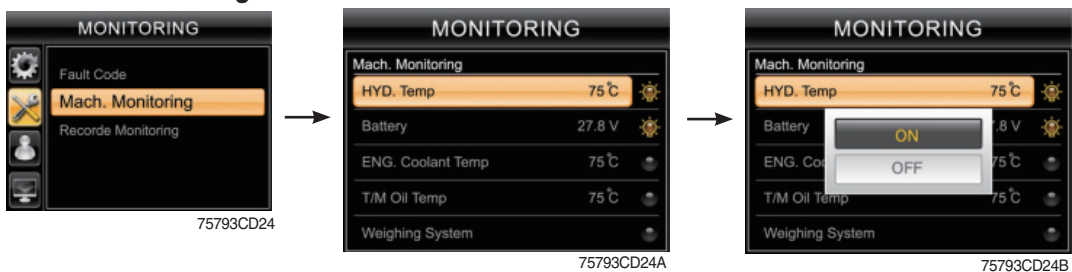 MONITORING
Fault Code
Mach. Monitoring
Recorde Monitoring
75793CD24
MONITORING
Mach. Monitoring
HYD. Temp 75℃
Battery 27.8 V
ENG. Coolant Temp 75℃
T/M Oil Temp 75℃
Weighing System
75793CD24A
MONITORING
Mach. Monitoring
HYD. Temp 75℃
Battery .8 V
ON
ENG. Coo 75℃
OFF
T/M Oil Temp 75℃
Weighing System
75793CD24B